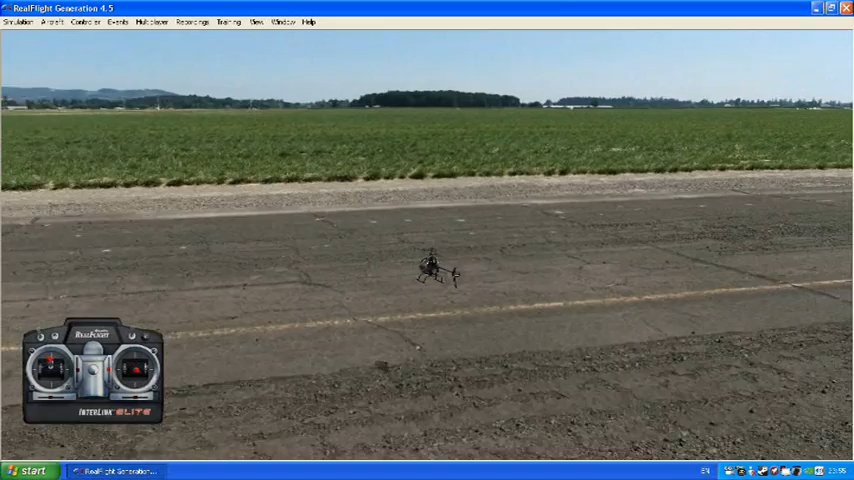 RealFlight Generation 4.5
Simulation Aircraft Controller Events Multiplayer Recordings Training View Window Help
REALFLIGHT
INTERLINK ELITE
start
RealFlight Generation...
EN
23:55